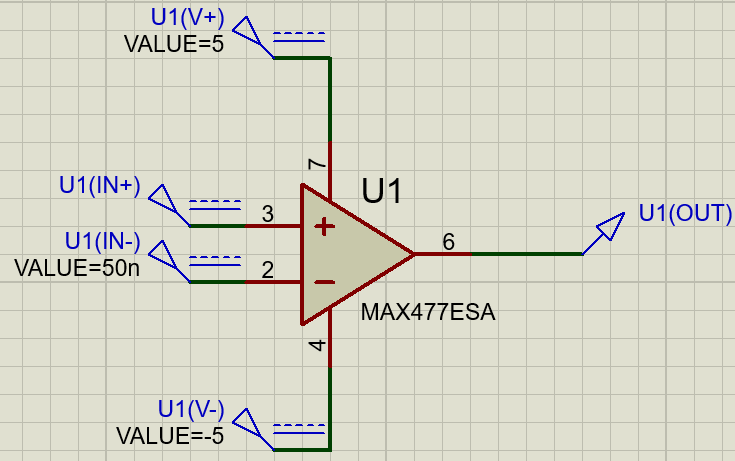 U1(V+)
VALUE=5
7
U1
U1(IN+)
3
U1(OUT)
U1(IN-)
6
VALUE=50n
2
MAX477ESA
4
U1(V-)
VALUE=-5